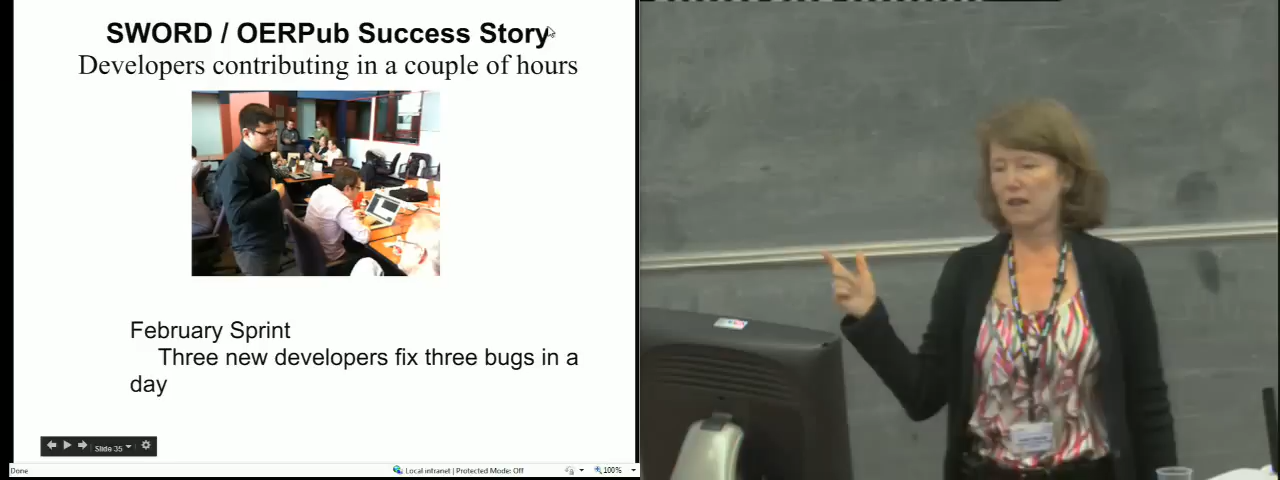 SWORD / OERPub Success Story
Developers contributing in a couple of hours
February Sprint
Three new developers fix three bugs in a
day
Slide 35
Done
Local intranet | Protected Mode: Off
100%